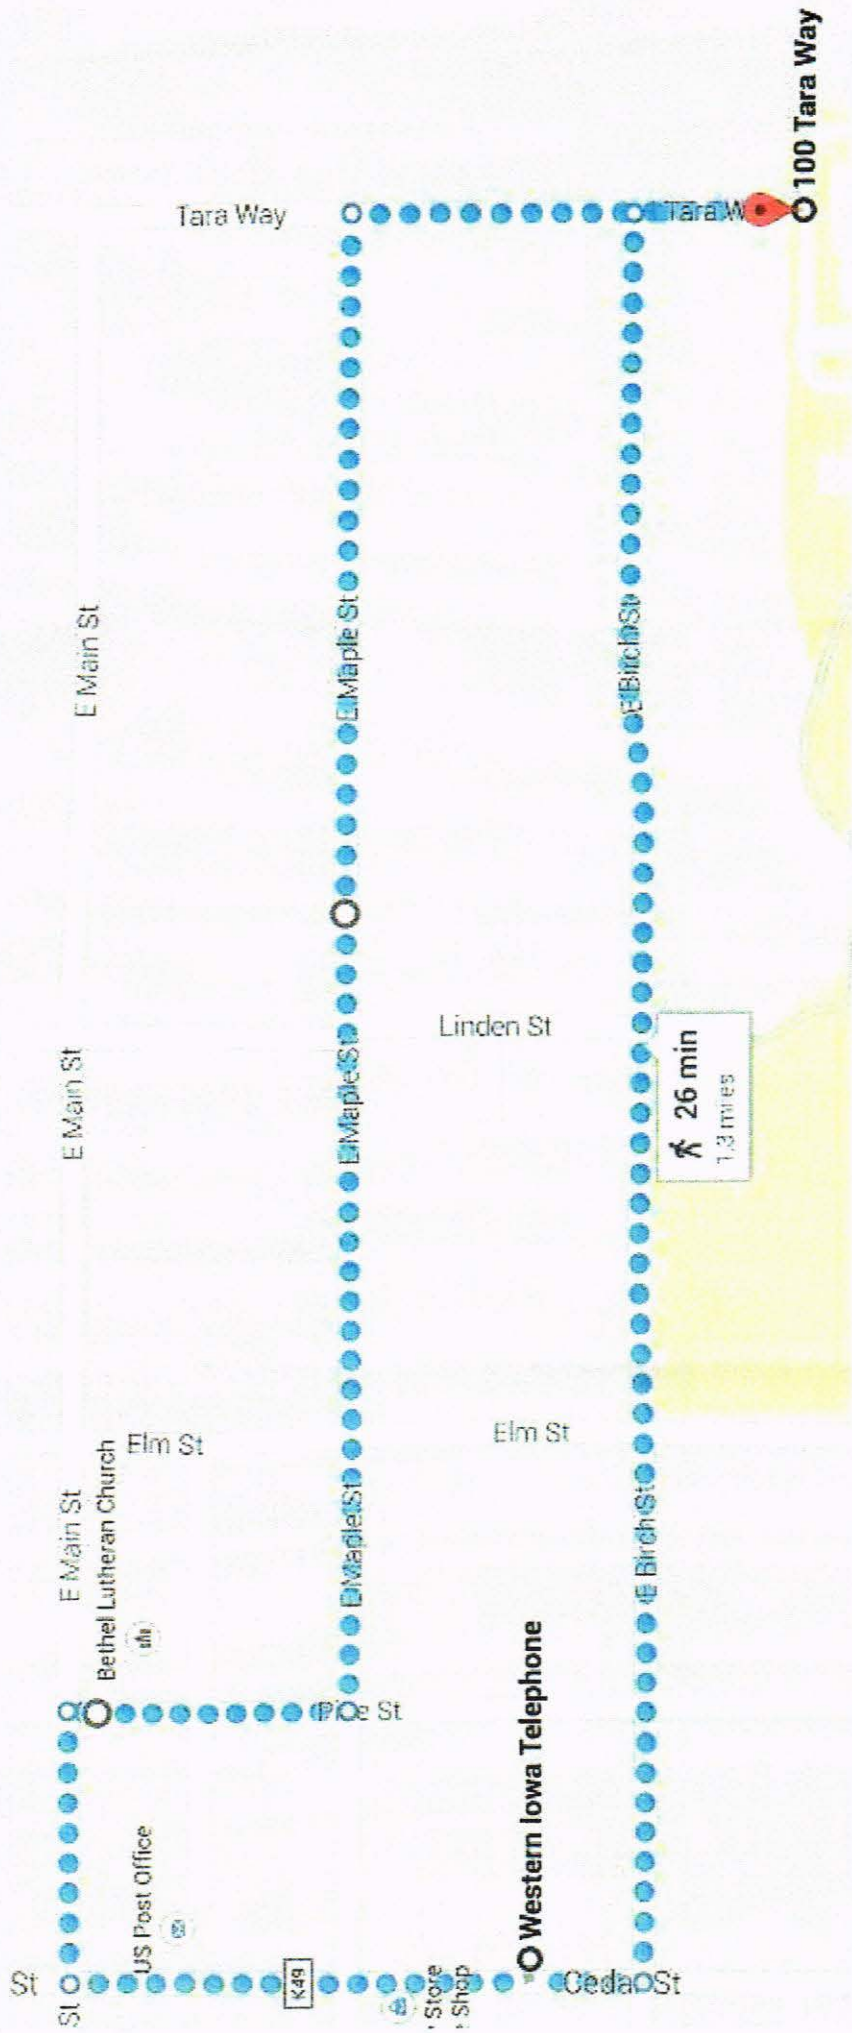 100 Tara Way
Tara Way
Tara W
E Main St
E Maple St
E Birch St
E Main St
E Maple St
Linden St
26 min
1.3 miles
Elm St
Elm St
E Main St
Bethel Lutheran Church
E Maple St
E Birch St
St
Western Iowa Telephone
US Post Office
St
St
K49
Store
Shop
St